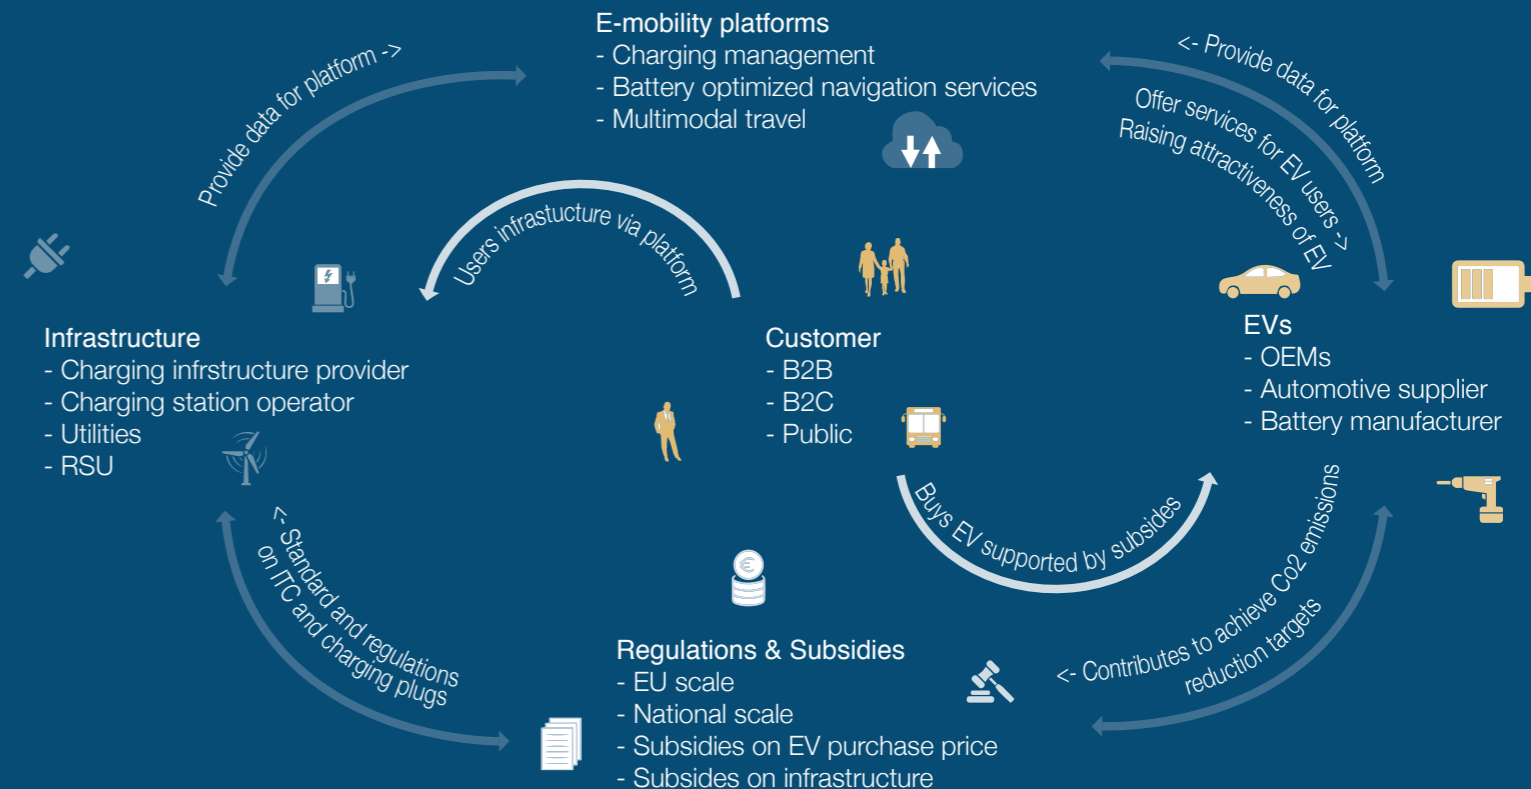 E-mobility platforms
- Charging management
- Battery optimized navigation services
- Multimodal travel
Provide data for platform ->
<- Provide data for platform
Offer services for EV users ->
Raising attractiveness of EV
Users infrastucture via platform
Infrastructure
- Charging infrstructure provider
- Charging station operator
- Utilities
- RSU
Customer
- B2B
- B2C
- Public
EVs
- OEMs
- Automotive supplier
- Battery manufacturer
Buys EV supported by subsides
<- Standard and regulations
on ITC and charging plugs
€
Regulations & Subsidies
- EU scale
- National scale
- Subsidies on EV purchase price
- Subsides on infrastructure
<- Contributes to achieve Co2 emissions
reduction targets